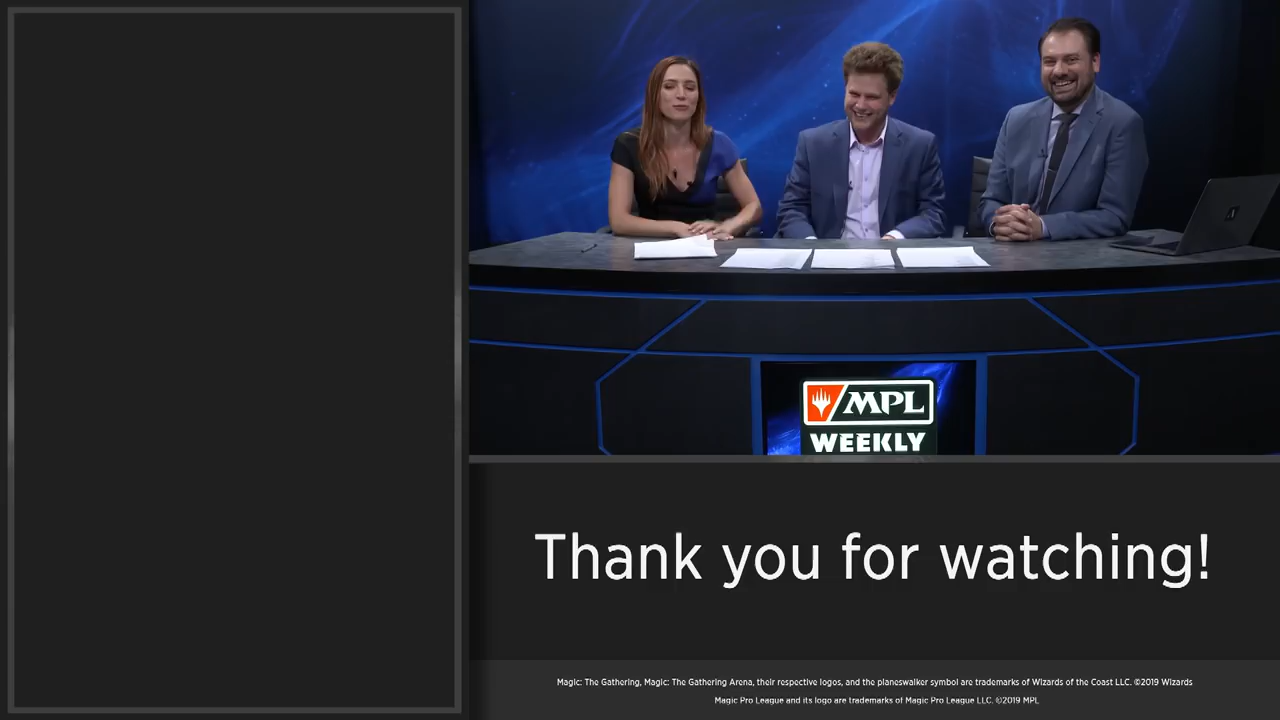 MPL
WEEKLY
Thank you for watching!
Magic: The Gathering, Magic: The Gathering Arena, their respective logos, and the planeswalker symbol are trademarks of Wizards of the Coast LLC. ©2019 Wizards
Magic Pro League and its logo are trademarks of Magic Pro League LLC. ©2019 MPL